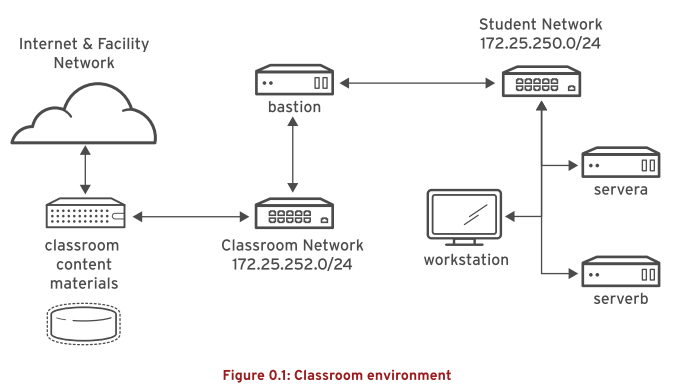 Internet & Facility
Network
Student Network
172.25.250.0/24
bastion
servera
classroom
content
materials
Classroom Network
172.25.252.0/24
workstation
serverb
Figure 0.1: Classroom environment